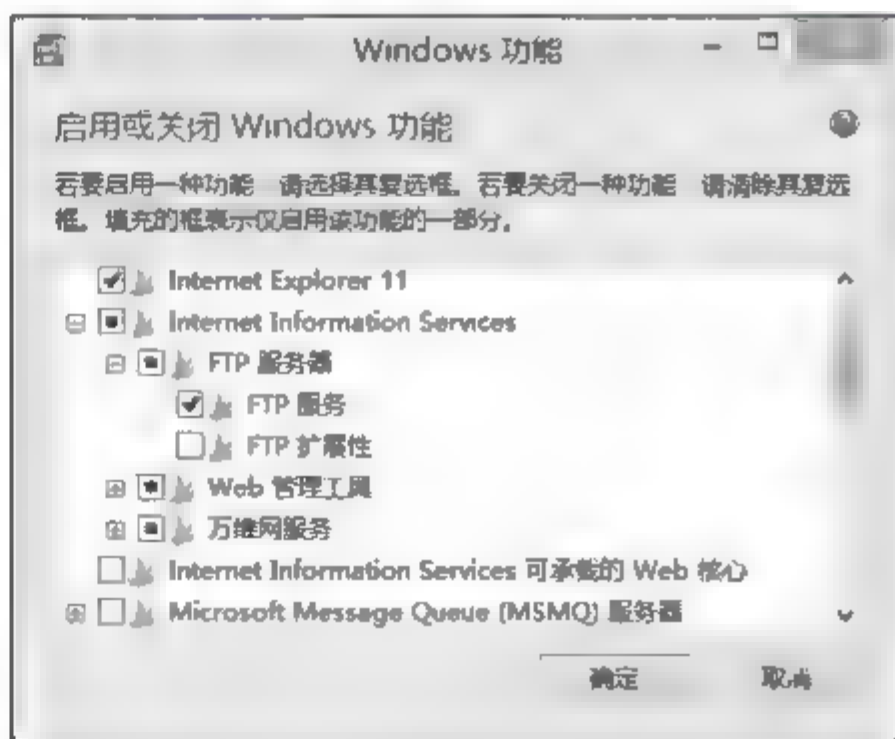 Windows 功能
启用或关闭 Windows 功能
若要启用一种功能 请选择其复选框。若要关闭一种功能 请清除其复选
框。填充的框表示仅启用该功能的一部分。
Internet Explorer 11
Internet Information Services
FTP 服务器
FTP 服务
FTP 扩展性
Web 管理工具
万维网服务
Internet Information Services 可承载的 Web 核心
Microsoft Message Queue (MSMQ) 服务器
确定 取消